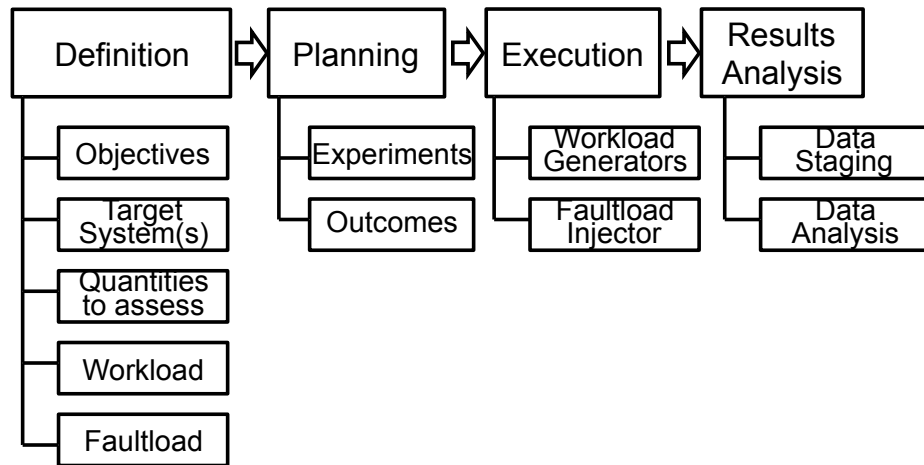 Definition
Planning
Execution
Results
Analysis
Objectives
Target
System(s)
Quantities
to assess
Workload
Faultload
Experiments
Outcomes
Workload
Generators
Faultload
Injector
Data
Staging
Data
Analysis